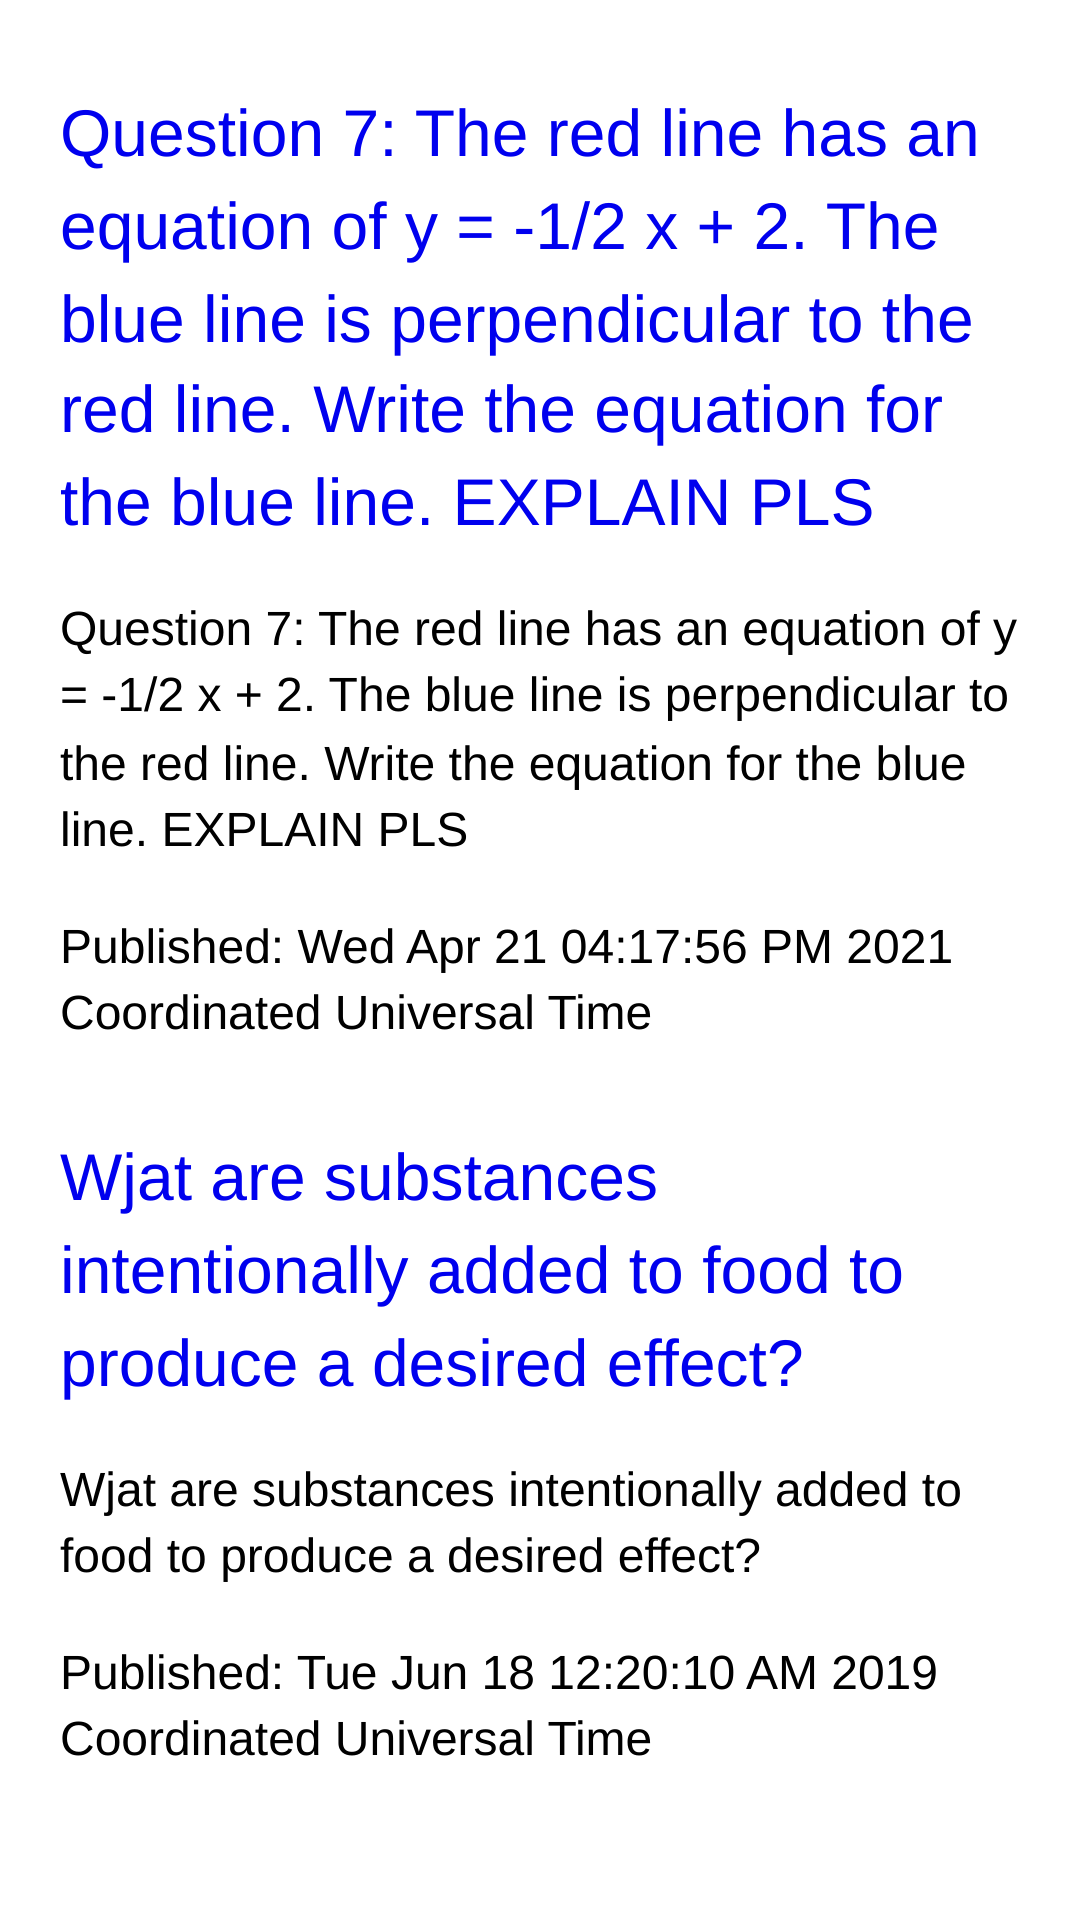 Question 7: The red line has an
equation of y = -1/2 x + 2. The
blue line is perpendicular to the
red line. Write the equation for
the blue line. EXPLAIN PLS
Question 7: The red line has an equation of y
= -1/2 x + 2. The blue line is perpendicular to
the red line. Write the equation for the blue
line. EXPLAIN PLS
Published: Wed Apr 21 04:17:56 PM 2021
Coordinated Universal Time
Wjat are substances
intentionally added to food to
produce a desired effect?
Wjat are substances intentionally added to
food to produce a desired effect?
Published: Tue Jun 18 12:20:10 AM 2019
Coordinated Universal Time